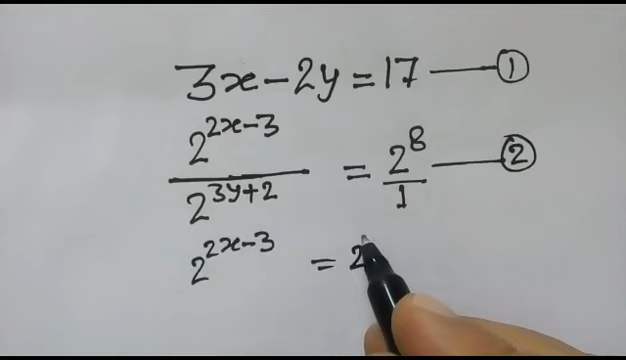 3x-2y=17 — ①
2^{2x-3}/2^{3y+2} = 2^8/1 — ②
2^{2x-3} = 2